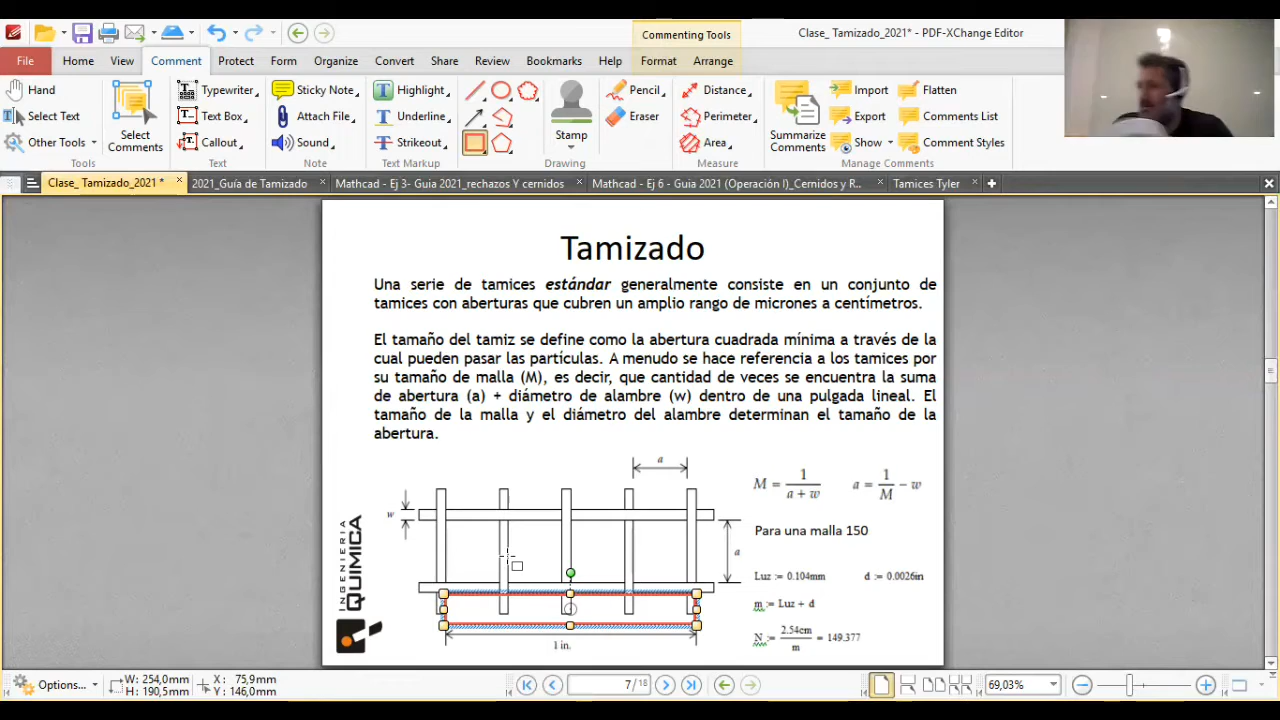 Commenting Tools
Clase_ Tamizado_2021* - PDF-XChange Editor
File Home View Comment Protect Form Organize Convert Share Review Bookmarks Help Format Arrange
Hand
Select Text
Other Tools
Tools
Select
Comments
Typewriter
Text Box
Callout
Text
Sticky Note
Attach File
Sound
Note
Highlight
Underline
Strikeout
Text Markup
Pencil
Eraser
Drawing
Stamp
Distance
Perimeter
Area
Measure
Summarize
Comments
Import
Export
Show
Flatten
Comments List
Comment Styles
Manage Comments
Clase_ Tamizado_2021 *
2021_Guía de Tamizado
Mathcad - Ej 3- Guia 2021_rechazos Y cernidos
Mathcad - Ej 6 - Guia 2021 (Operación I)_Cernidos y R...
Tamices Tyler
Tamizado
Una serie de tamices estándar generalmente consiste en un conjunto de
tamices con aberturas que cubren un amplio rango de micrones a centímetros.
El tamaño del tamiz se define como la abertura cuadrada mínima a través de la
cual pueden pasar las partículas. A menudo se hace referencia a los tamices por
su tamaño de malla (M), es decir, que cantidad de veces se encuentra la suma
de abertura (a) + diámetro de alambre (w) dentro de una pulgada lineal. El
tamaño de la malla y el diámetro del alambre determinan el tamaño de la
abertura.
a
w
a
1 in.
M = 1 / a + w
a = 1 / M − w
Para una malla 150
Luz := 0.104mm d := 0.0026in
m := Luz + d
N := 2.54cm / m = 149.377
INGENIERIA
QUIMICA
Options...
W: 254,0mm
H: 190,5mm
X: 75,9mm
Y: 146,0mm
7 / 18
69,03%